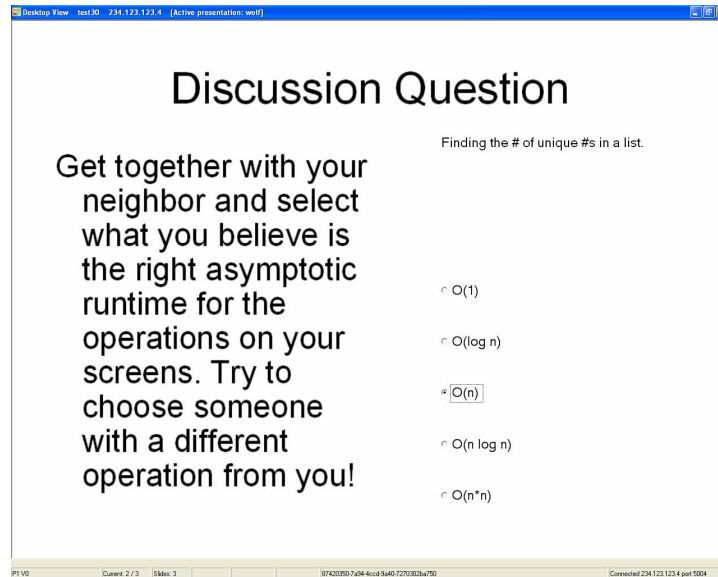 Desktop View test30 234.123.123.4 [Active presentation: wolf]
Discussion Question
Finding the # of unique #s in a list.
Get together with your
neighbor and select
what you believe is
the right asymptotic
runtime for the
operations on your
screens. Try to
choose someone
with a different
operation from you!
O(1)
O(log n)
O(n)
O(n log n)
O(n*n)
P1 V0 Current: 2 / 3 Slides: 3 87420350-7a94-4ccd-9a40-7270302ba750 Connected 234.123.123.4 port 5004